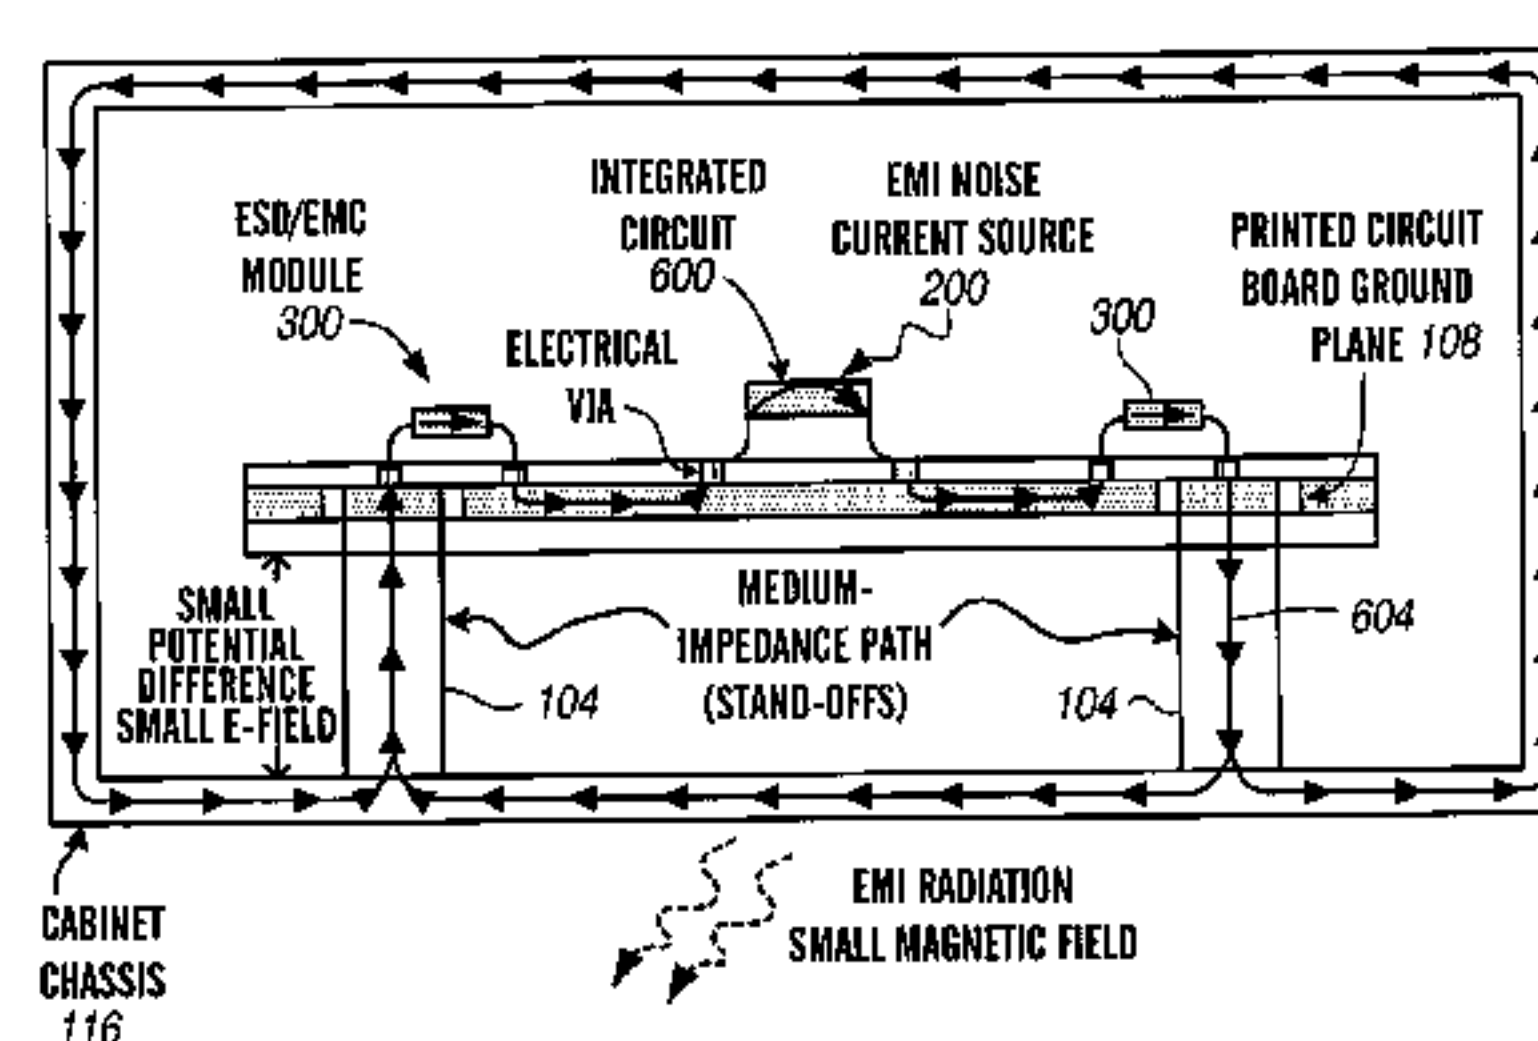 INTEGRATED
CIRCUIT
600
EMI NOISE
CURRENT SOURCE
200
ESD/EMC
MODULE
300
PRINTED CIRCUIT
BOARD GROUND
PLANE 108
300
ELECTRICAL
VIA
SMALL
POTENTIAL
DIFFERENCE
SMALL E-FIELD
MEDIUM-
IMPEDANCE PATH
(STAND-OFFS)
604
104
104
EMI RADIATION
SMALL MAGNETIC FIELD
CABINET
CHASSIS
116